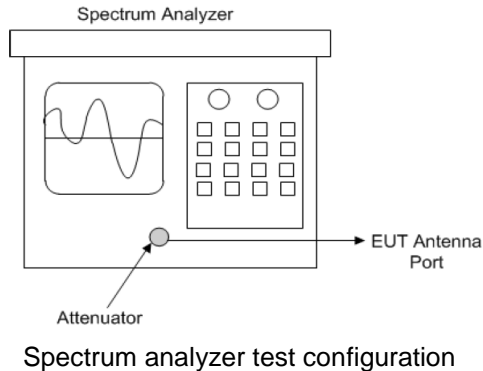 Spectrum Analyzer
EUT Antenna
Port
Attenuator
Spectrum analyzer test configuration